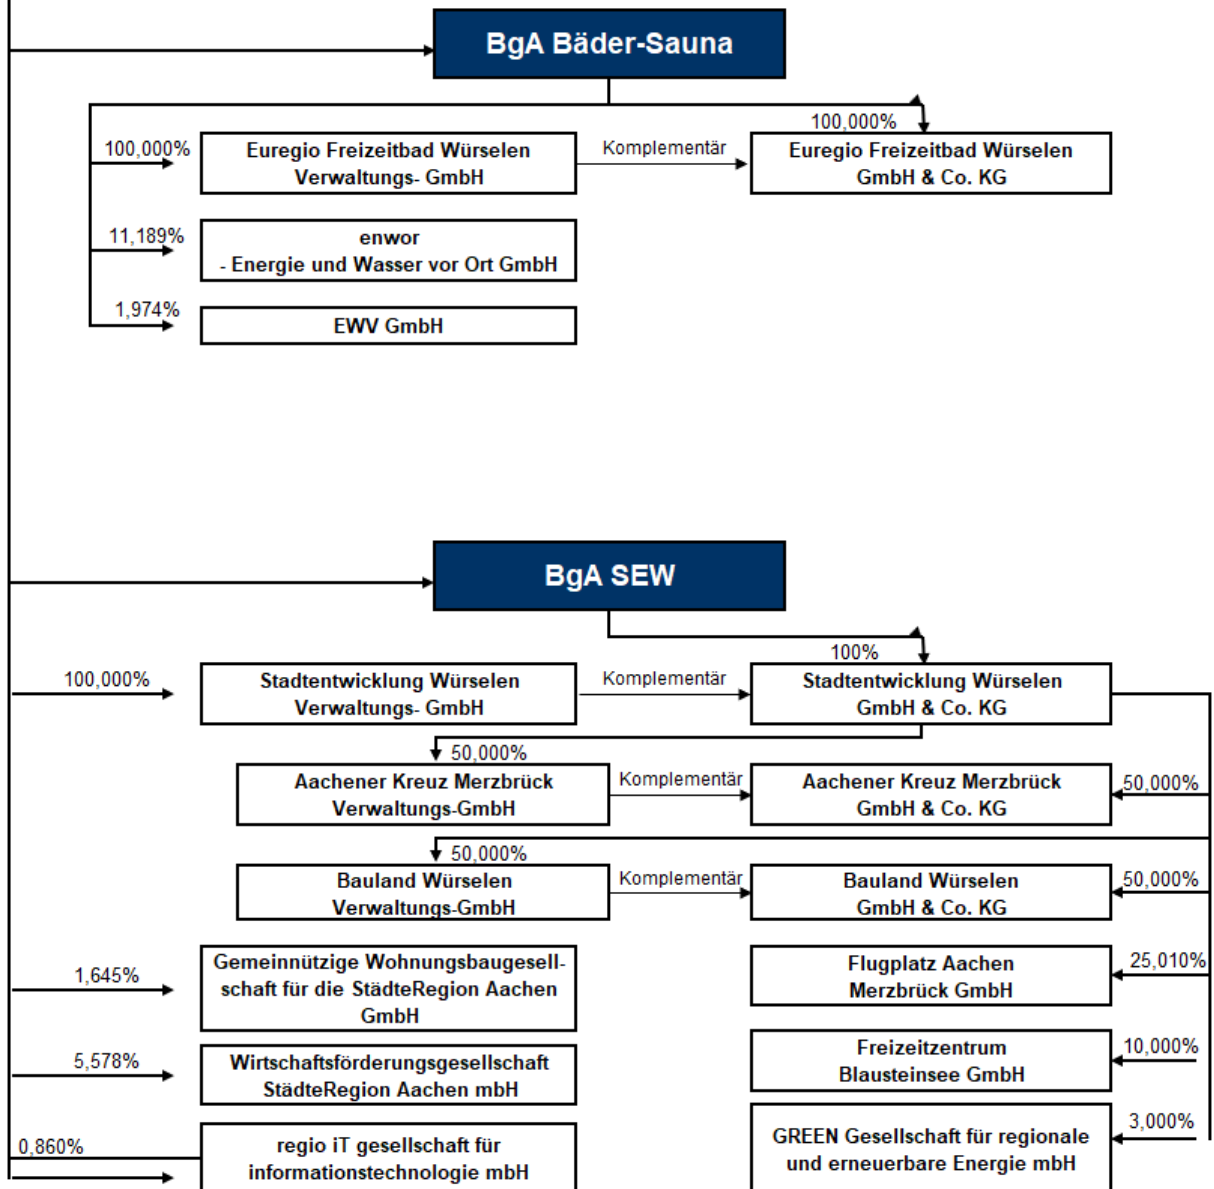 BgA Bäder-Sauna
100,000%
100,000%
Euregio Freizeitbad Würselen
Verwaltungs- GmbH
Komplementär
Euregio Freizeitbad Würselen
GmbH & Co. KG
11,189%
enwor
- Energie und Wasser vor Ort GmbH
1,974%
EWV GmbH
BgA SEW
100%
100,000%
Stadtentwicklung Würselen
Verwaltungs- GmbH
Komplementär
Stadtentwicklung Würselen
GmbH & Co. KG
50,000%
Aachener Kreuz Merzbrück
Verwaltungs-GmbH
Komplementär
Aachener Kreuz Merzbrück
GmbH & Co. KG
50,000%
50,000%
Bauland Würselen
Verwaltungs-GmbH
Komplementär
Bauland Würselen
GmbH & Co. KG
50,000%
1,645%
Gemeinnützige Wohnungsbaugesell-
schaft für die StädteRegion Aachen
GmbH
Flugplatz Aachen
Merzbrück GmbH
25,010%
5,578%
Wirtschaftsförderungsgesellschaft
StädteRegion Aachen mbH
Freizeitzentrum
Blausteinsee GmbH
10,000%
0,860%
regio iT gesellschaft für
informationstechnologie mbH
GREEN Gesellschaft für regionale
und erneuerbare Energie mbH
3,000%